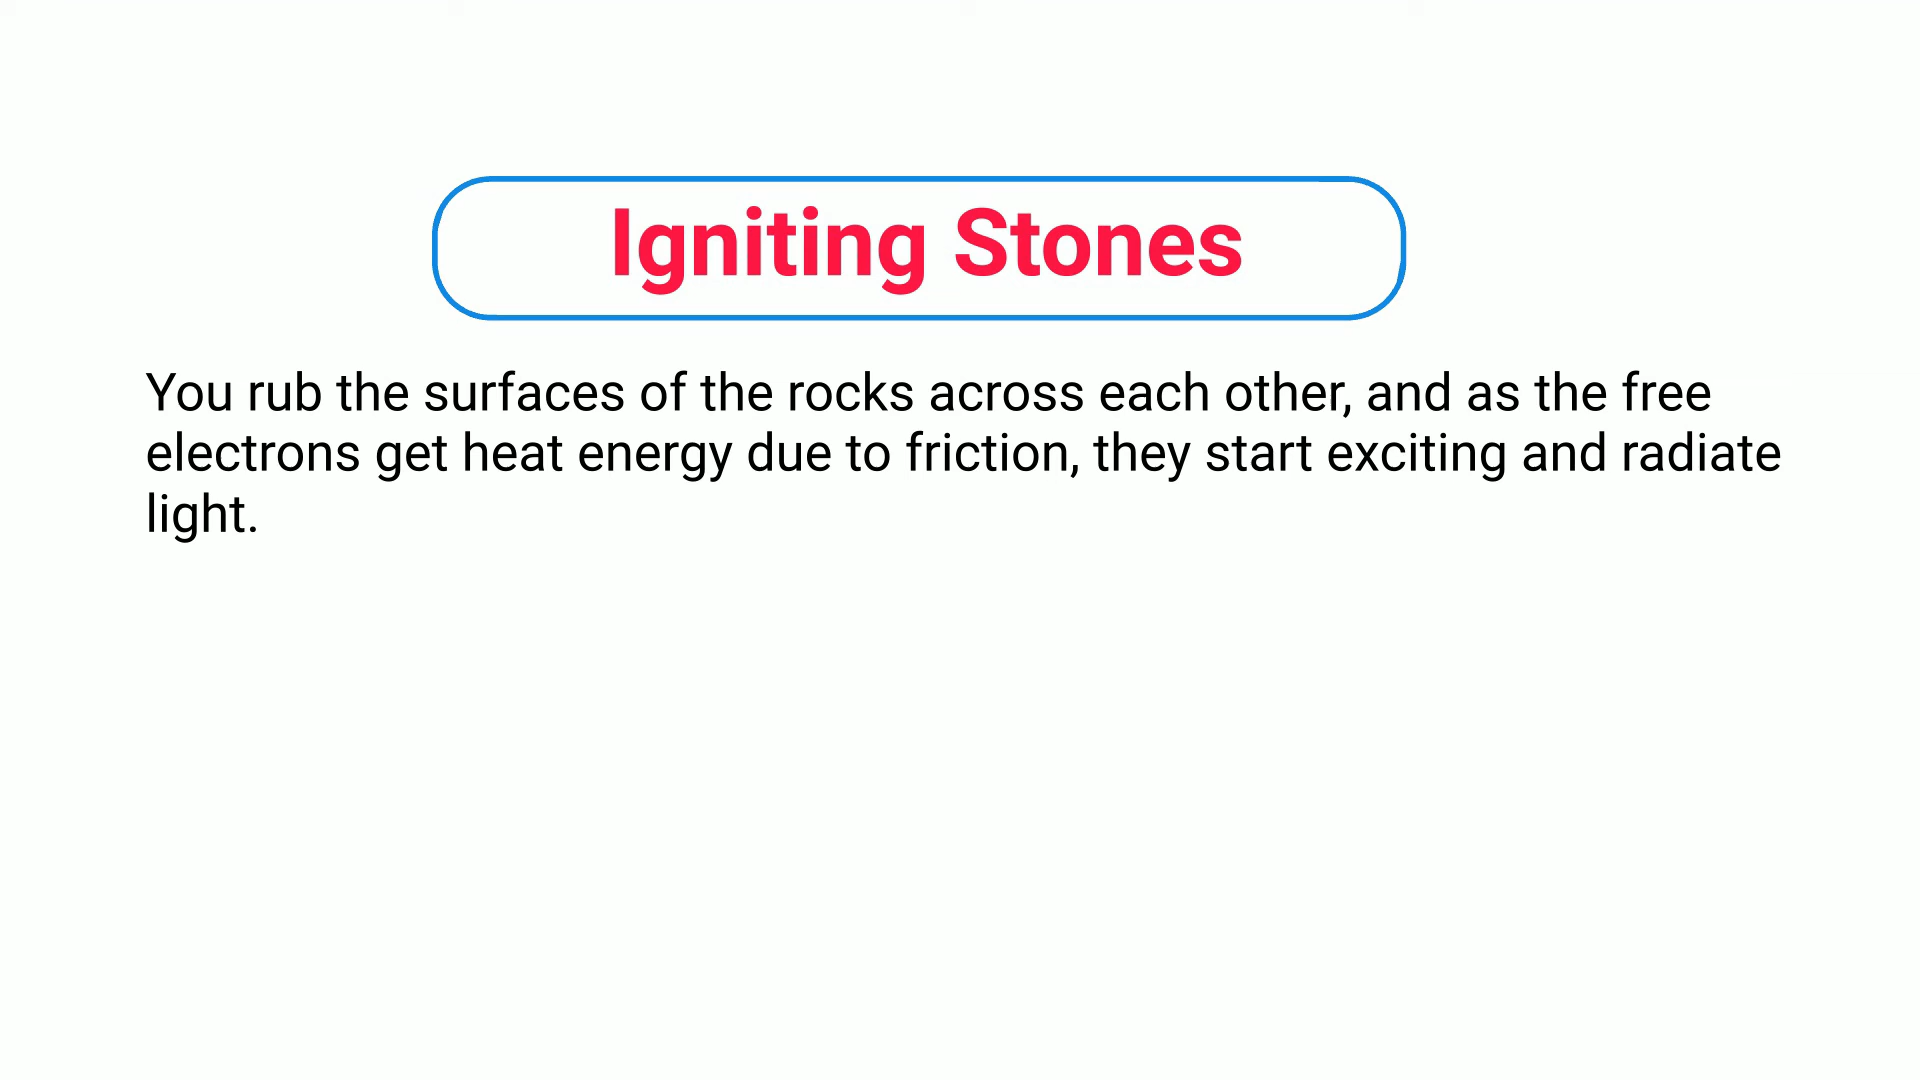 Igniting Stones
You rub the surfaces of the rocks across each other, and as the free
electrons get heat energy due to friction, they start exciting and radiate
light.